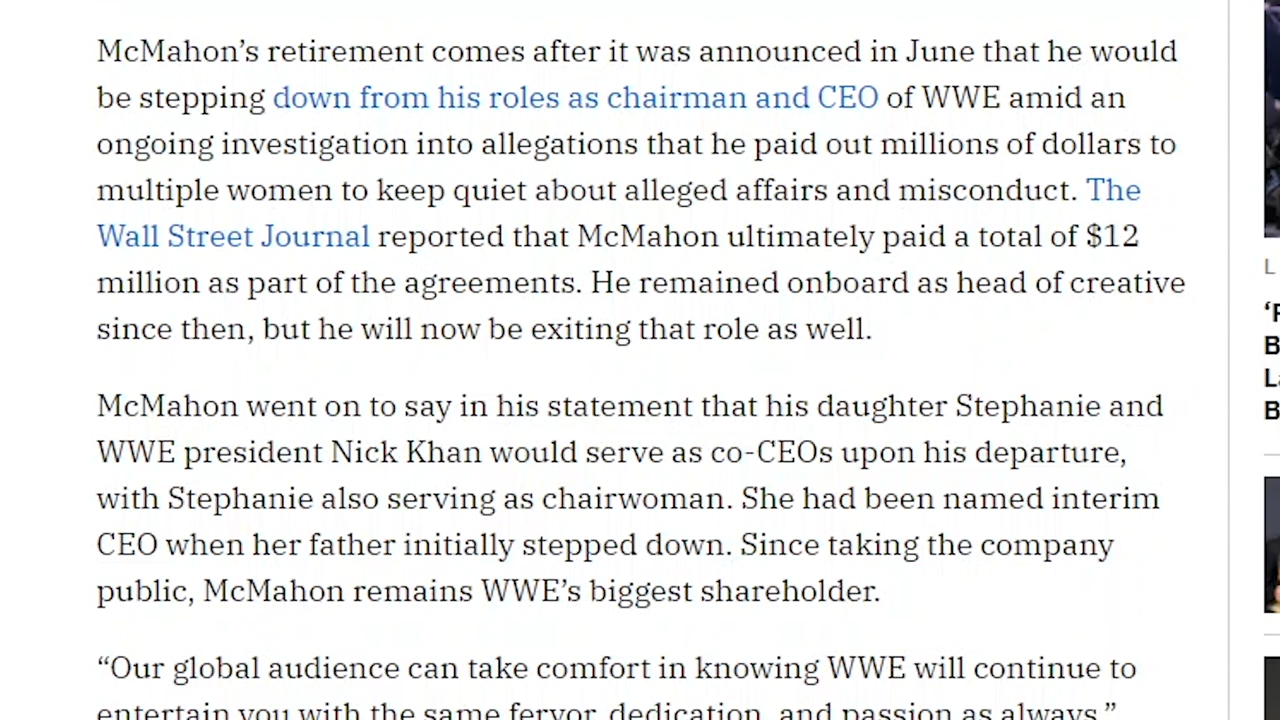 McMahon’s retirement comes after it was announced in June that he would
be stepping down from his roles as chairman and CEO of WWE amid an
ongoing investigation into allegations that he paid out millions of dollars to
multiple women to keep quiet about alleged affairs and misconduct. The
Wall Street Journal reported that McMahon ultimately paid a total of $12
million as part of the agreements. He remained onboard as head of creative
since then, but he will now be exiting that role as well.
McMahon went on to say in his statement that his daughter Stephanie and
WWE president Nick Khan would serve as co-CEOs upon his departure,
with Stephanie also serving as chairwoman. She had been named interim
CEO when her father initially stepped down. Since taking the company
public, McMahon remains WWE’s biggest shareholder.
“Our global audience can take comfort in knowing WWE will continue to
entertain you with the same fervor, dedication, and passion as always,”